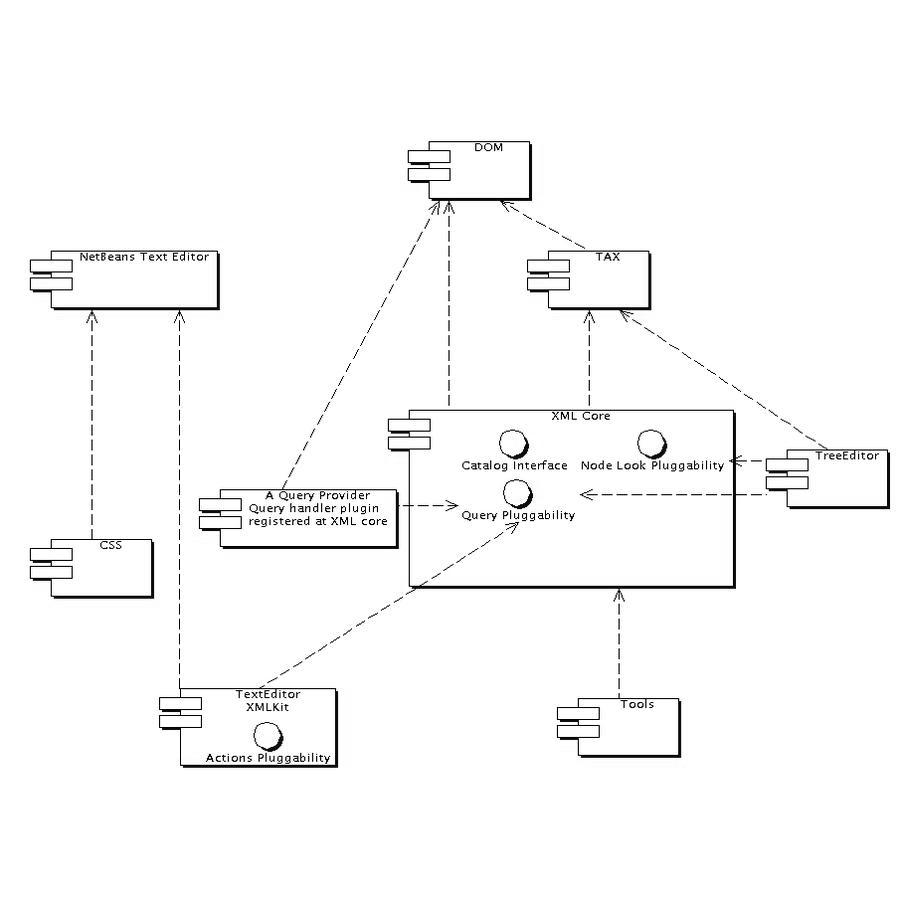 DOM
NetBeans Text Editor
TAX
XML Core
Catalog Interface
Node Look Pluggability
TreeEditor
A Query Provider
Query handler plugin
registered at XML core
Query Pluggability
CSS
TextEditor
XMLKit
Actions Pluggability
Tools